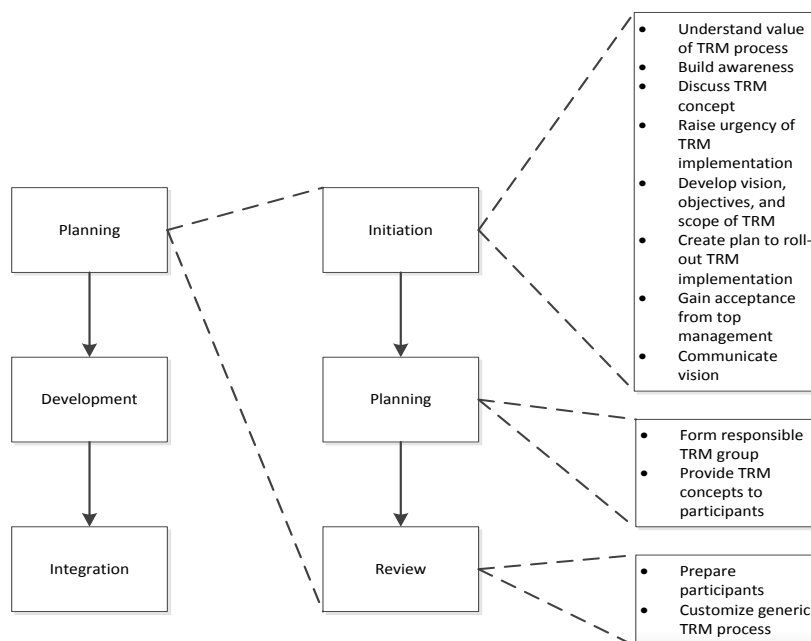 Planning
Development
Integration
Initiation
Planning
Review
• Understand value
of TRM process
• Build awareness
• Discuss TRM
concept
• Raise urgency of
TRM
implementation
• Develop vision,
objectives, and
scope of TRM
• Create plan to roll-
out TRM
implementation
• Gain acceptance
from top
management
• Communicate
vision
• Form responsible
TRM group
• Provide TRM
concepts to
participants
• Prepare
participants
• Customize generic
TRM process